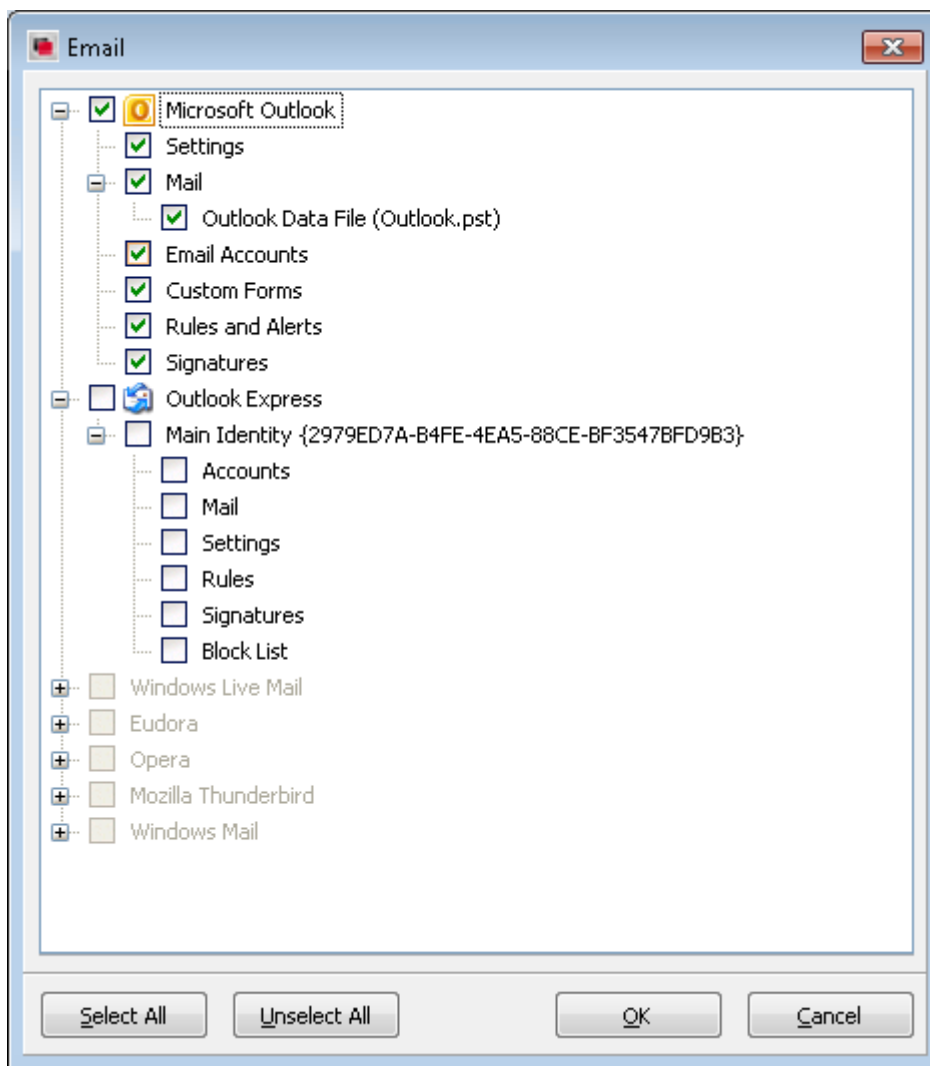 Email
Microsoft Outlook
Settings
Mail
Outlook Data File (Outlook.pst)
Email Accounts
Custom Forms
Rules and Alerts
Signatures
Outlook Express
Main Identity {2979ED7A-B4FE-4EA5-88CE-BF3547BFD9B3}
Accounts
Mail
Settings
Rules
Signatures
Block List
Windows Live Mail
Eudora
Opera
Mozilla Thunderbird
Windows Mail
Select All Unselect All OK Cancel